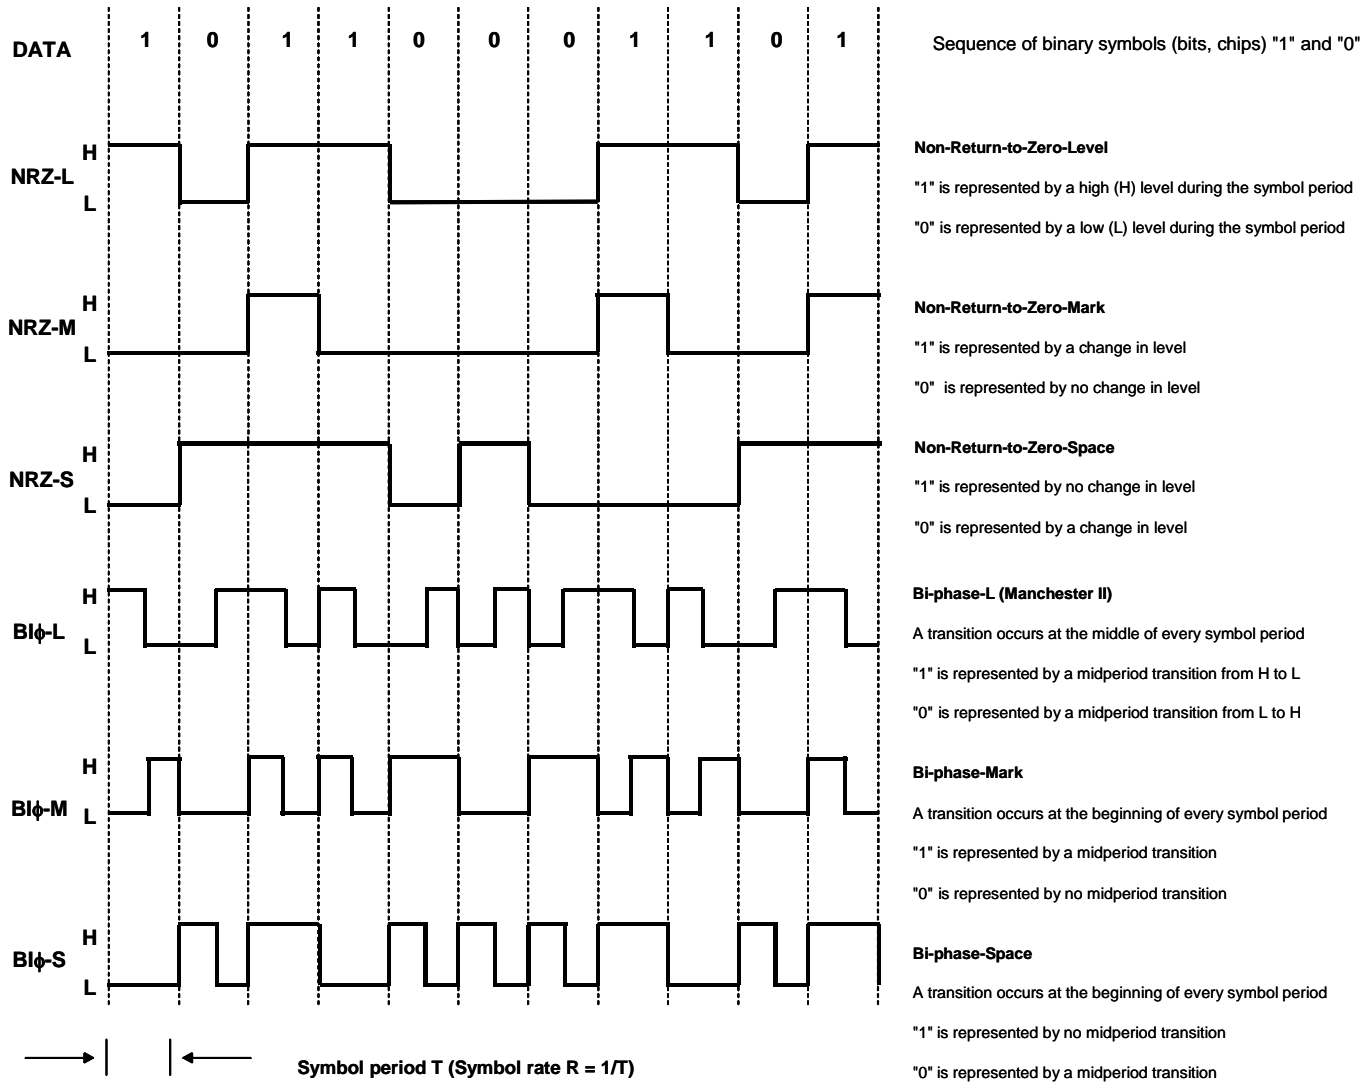 DATA 1 0 1 1 0 0 0 1 1 0 1 Sequence of binary symbols (bits, chips) "1" and "0"
H
NRZ-L
L
Non-Return-to-Zero-Level
"1" is represented by a high (H) level during the symbol period
"0" is represented by a low (L) level during the symbol period
H
NRZ-M
L
Non-Return-to-Zero-Mark
"1" is represented by a change in level
"0" is represented by no change in level
H
NRZ-S
L
Non-Return-to-Zero-Space
"1" is represented by no change in level
"0" is represented by a change in level
H
BIϕ-L
L
Bi-phase-L (Manchester II)
A transition occurs at the middle of every symbol period
"1" is represented by a midperiod transition from H to L
"0" is represented by a midperiod transition from L to H
H
BIϕ-M
L
Bi-phase-Mark
A transition occurs at the beginning of every symbol period
"1" is represented by a midperiod transition
"0" is represented by no midperiod transition
H
BIϕ-S
L
Bi-phase-Space
A transition occurs at the beginning of every symbol period
"1" is represented by no midperiod transition
"0" is represented by a midperiod transition
Symbol period T (Symbol rate R = 1/T)